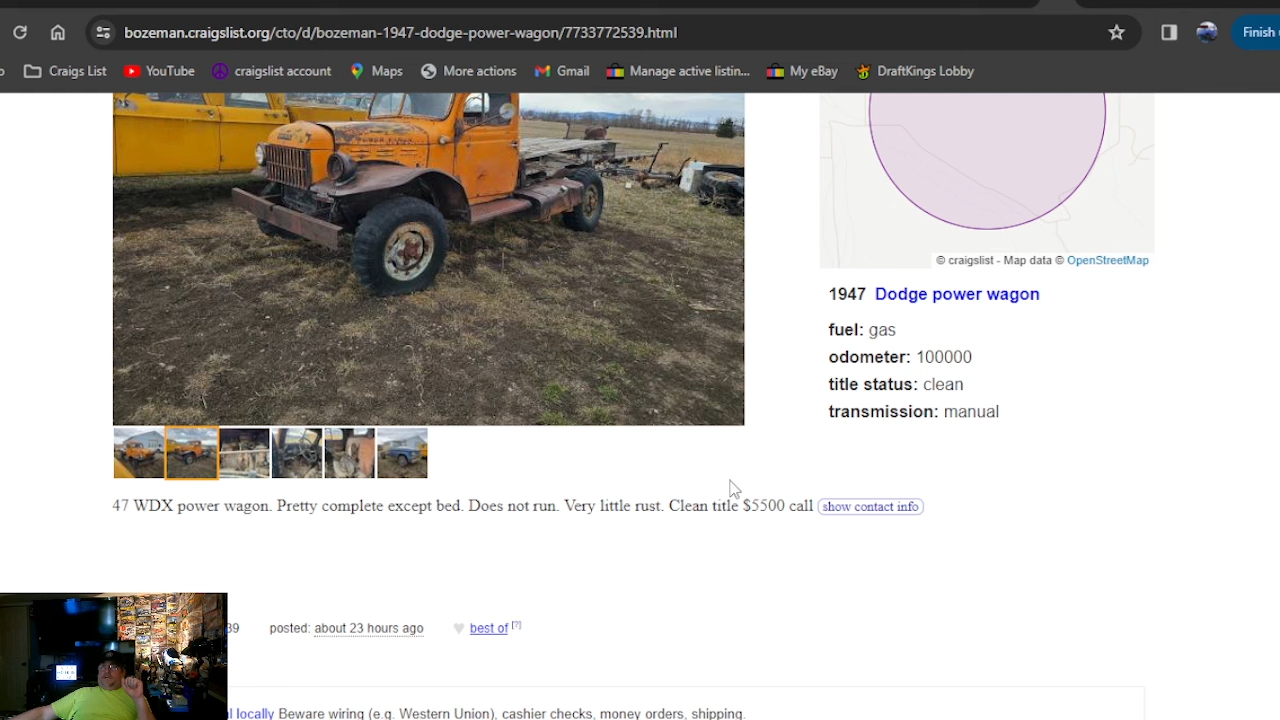 bozeman.craigslist.org/cto/d/bozeman-1947-dodge-power-wagon/7733772539.html
Finish
Craigs List
YouTube
craigslist account
Maps
More actions
Gmail
Manage active listin...
My eBay
DraftKings Lobby
© craigslist - Map data © OpenStreetMap
1947 Dodge power wagon
fuel: gas
odometer: 100000
title status: clean
transmission: manual
47 WDX power wagon. Pretty complete except bed. Does not run. Very little rust. Clean title $5500 call show contact info
39 posted: about 23 hours ago best of [?]
l locally Beware wiring (e.g. Western Union), cashier checks, money orders, shipping.